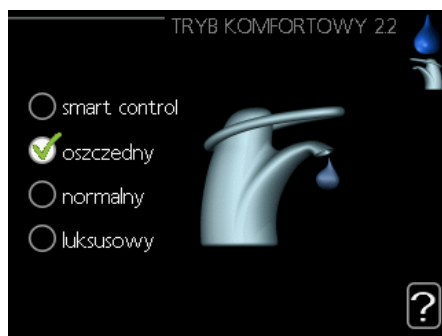 TRYB KOMFORTOWY 2.2
smart control
oszczedny
normalny
luksusowy
?